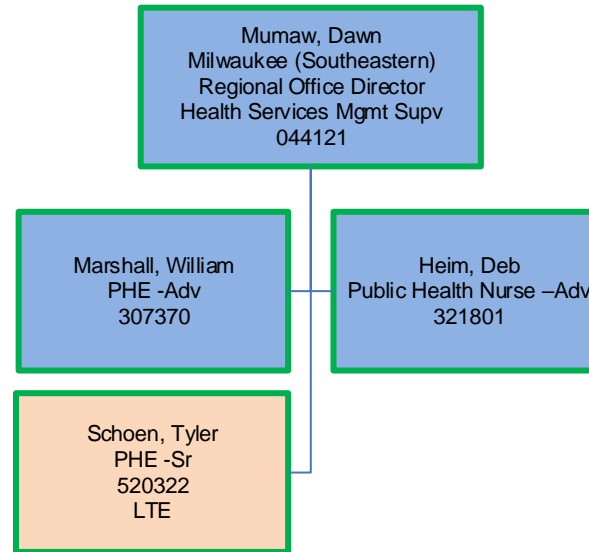 Mumaw, Dawn
Milwaukee (Southeastern)
Regional Office Director
Health Services Mgmt Supv
044121
Marshall, William
PHE -Adv
307370
Heim, Deb
Public Health Nurse –Adv
321801
Schoen, Tyler
PHE -Sr
520322
LTE